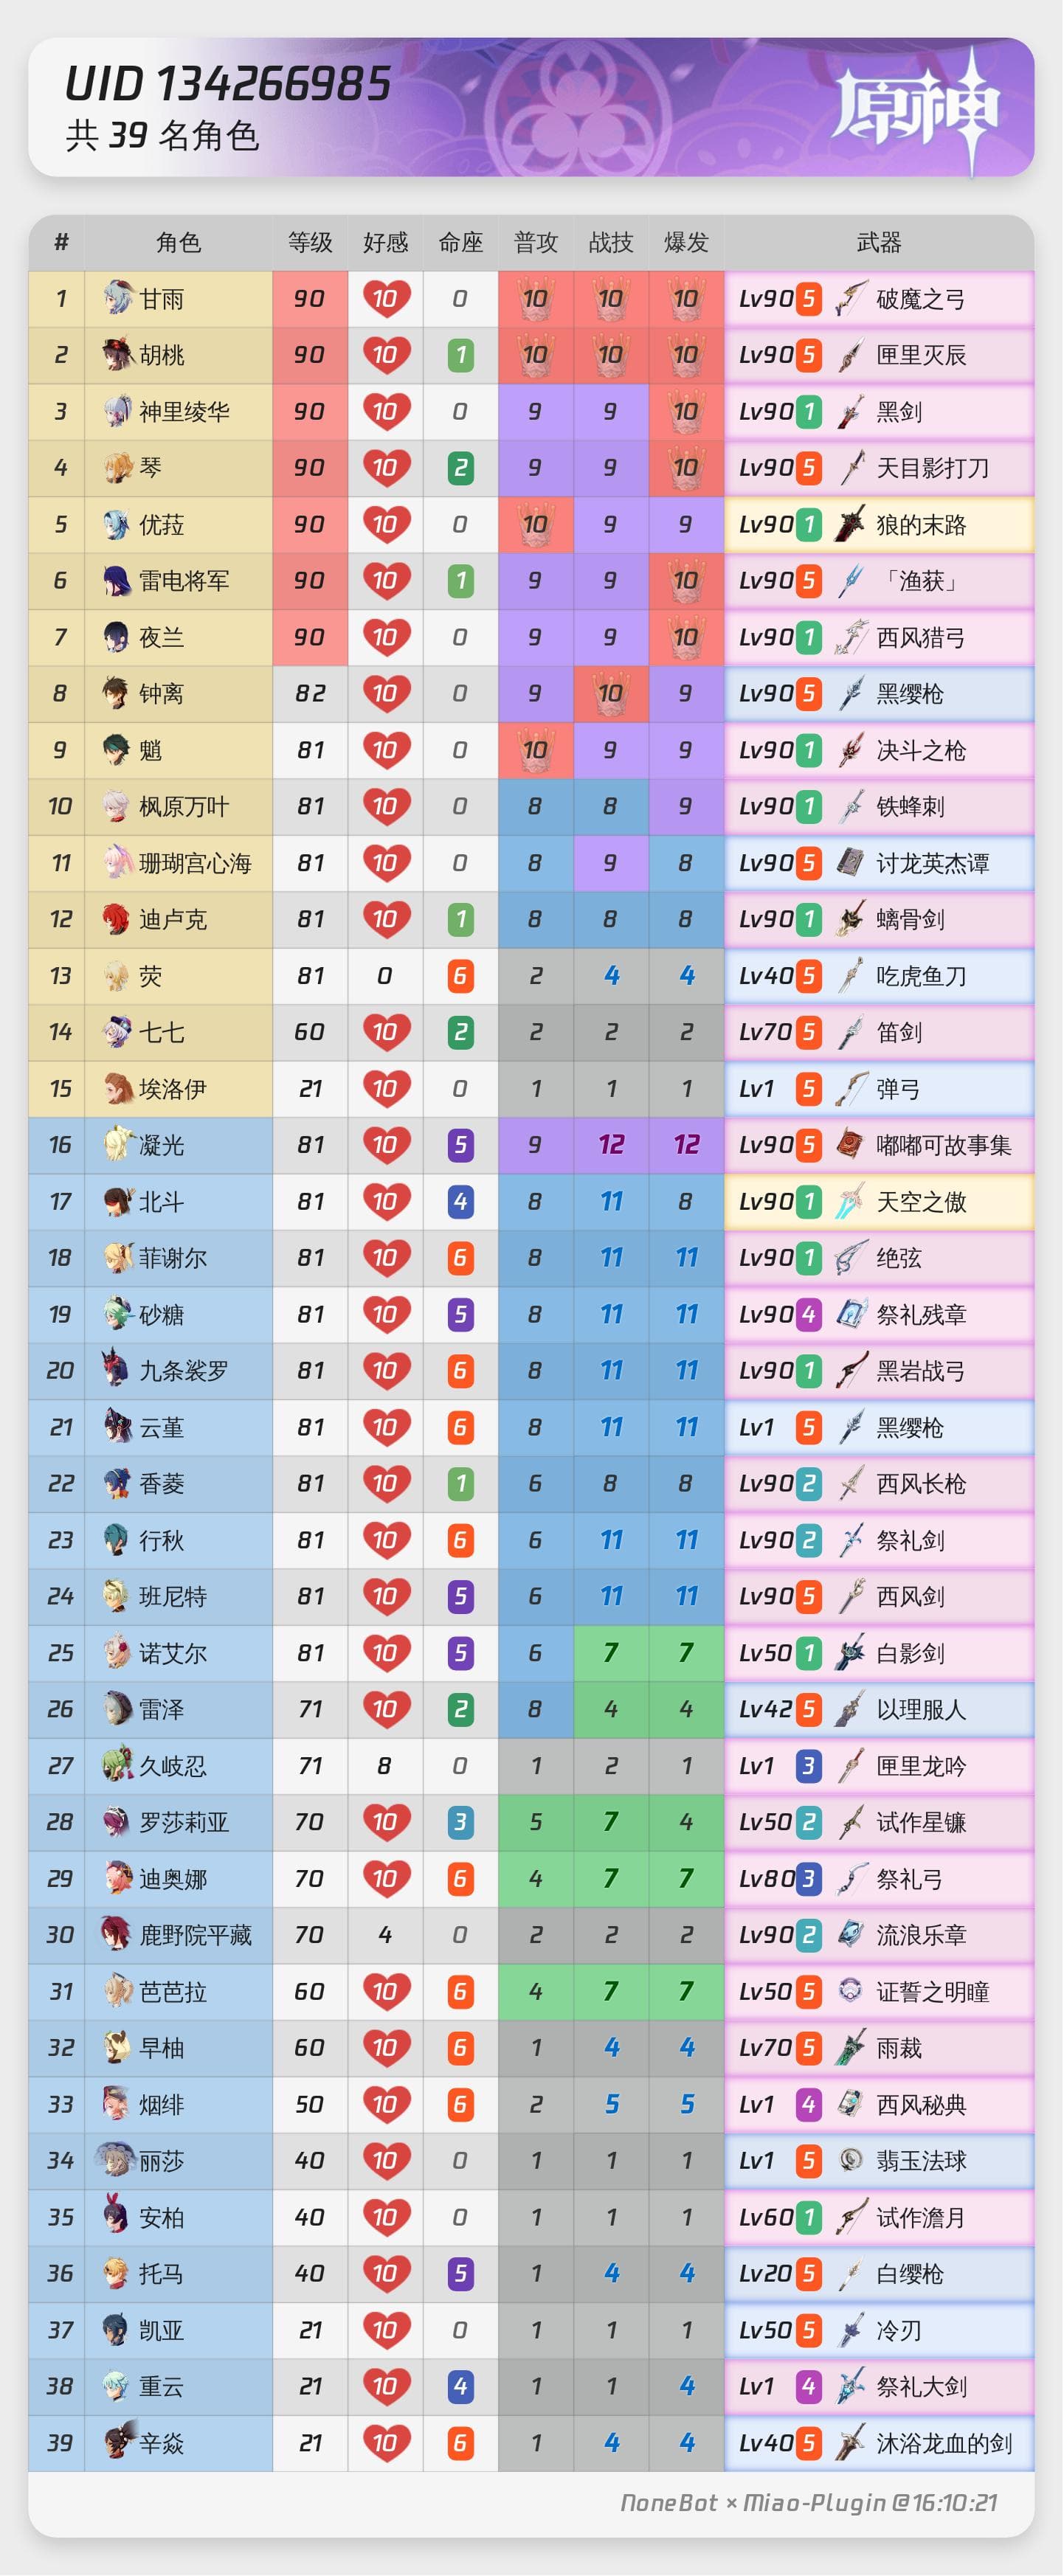 UID 134266985
共 39 名角色
原神
# 角色 等级 好感 命座 普攻 战技 爆发 武器
1 甘雨 90 10 0 10 10 10 Lv90 5 破魔之弓
2 胡桃 90 10 1 10 10 10 Lv90 5 匣里灭辰
3 神里绫华 90 10 0 9 9 10 Lv90 1 黑剑
4 琴 90 10 2 9 9 10 Lv90 5 天目影打刀
5 优菈 90 10 0 10 9 9 Lv90 1 狼的末路
6 雷电将军 90 10 1 9 9 10 Lv90 5 「渔获」
7 夜兰 90 10 0 9 9 10 Lv90 1 西风猎弓
8 钟离 82 10 0 9 10 9 Lv90 5 黑缨枪
9 魈 81 10 0 10 9 9 Lv90 1 决斗之枪
10 枫原万叶 81 10 0 8 8 9 Lv90 1 铁蜂刺
11 珊瑚宫心海 81 10 0 8 9 8 Lv90 5 讨龙英杰谭
12 迪卢克 81 10 1 8 8 8 Lv90 1 螭骨剑
13 荧 81 0 6 2 4 4 Lv40 5 吃虎鱼刀
14 七七 60 10 2 2 2 2 Lv70 5 笛剑
15 埃洛伊 21 10 0 1 1 1 Lv1 5 弹弓
16 凝光 81 10 5 9 12 12 Lv90 5 嘟嘟可故事集
17 北斗 81 10 4 8 11 8 Lv90 1 天空之傲
18 菲谢尔 81 10 6 8 11 11 Lv90 1 绝弦
19 砂糖 81 10 5 8 11 11 Lv90 4 祭礼残章
20 九条裟罗 81 10 6 8 11 11 Lv90 1 黑岩战弓
21 云堇 81 10 6 8 11 11 Lv1 5 黑缨枪
22 香菱 81 10 1 6 8 8 Lv90 2 西风长枪
23 行秋 81 10 6 6 11 11 Lv90 2 祭礼剑
24 班尼特 81 10 5 6 11 11 Lv90 5 西风剑
25 诺艾尔 81 10 5 6 7 7 Lv50 1 白影剑
26 雷泽 71 10 2 8 4 4 Lv42 5 以理服人
27 久岐忍 71 8 0 1 2 1 Lv1 3 匣里龙吟
28 罗莎莉亚 70 10 3 5 7 4 Lv50 2 试作星镰
29 迪奥娜 70 10 6 4 7 7 Lv80 3 祭礼弓
30 鹿野院平藏 70 4 0 2 2 2 Lv90 2 流浪乐章
31 芭芭拉 60 10 6 4 7 7 Lv50 5 证誓之明瞳
32 早柚 60 10 6 1 4 4 Lv70 5 雨裁
33 烟绯 50 10 6 2 5 5 Lv1 4 西风秘典
34 丽莎 40 10 0 1 1 1 Lv1 5 翡玉法球
35 安柏 40 10 0 1 1 1 Lv60 1 试作澹月
36 托马 40 10 5 1 4 4 Lv20 5 白缨枪
37 凯亚 21 10 0 1 1 1 Lv50 5 冷刃
38 重云 21 10 4 1 1 4 Lv1 4 祭礼大剑
39 辛焱 21 10 6 1 4 4 Lv40 5 沐浴龙血的剑
NoneBot × Miao-Plugin @16:10:21